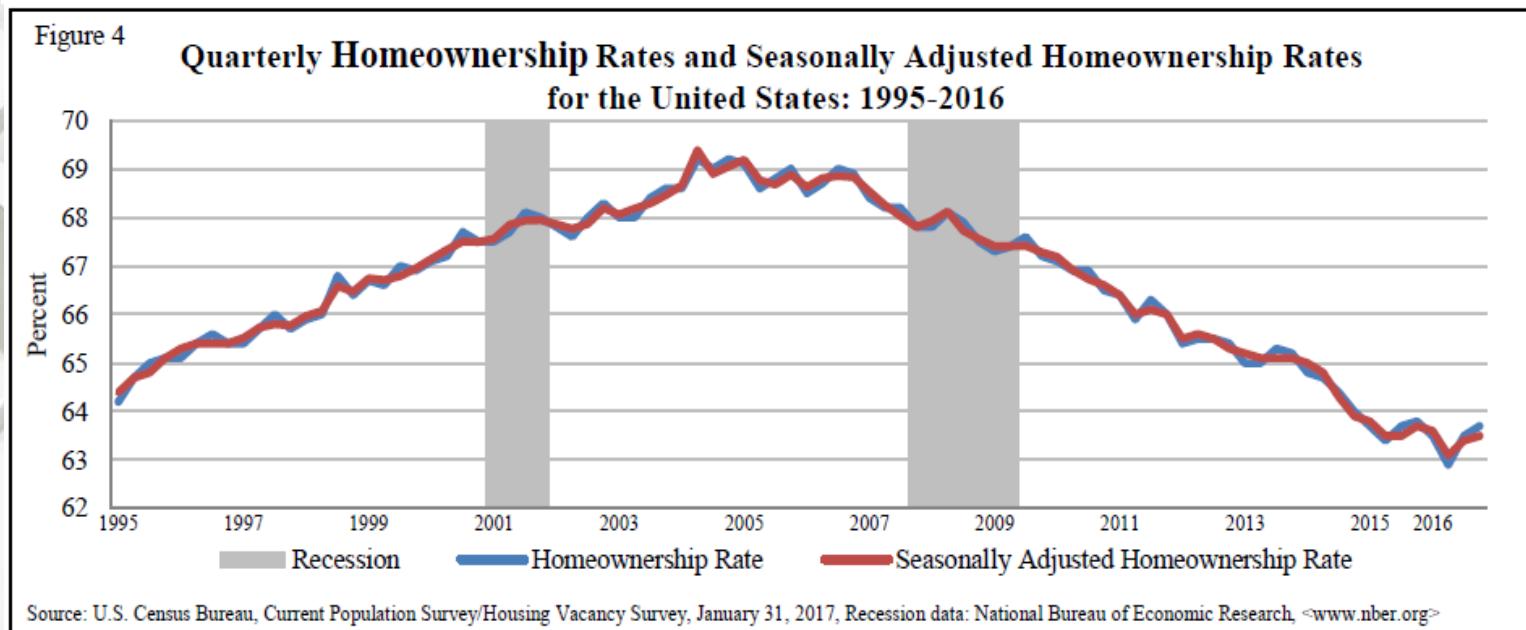 Figure 4
Quarterly Homeownership Rates and Seasonally Adjusted Homeownership Rates
for the United States: 1995-2016
70
69
68
67
66
65
64
63
62
Percent
1995 1997 1999 2001 2003 2005 2007 2009 2011 2013 2015 2016
Recession Homeownership Rate Seasonally Adjusted Homeownership Rate
Source: U.S. Census Bureau, Current Population Survey/Housing Vacancy Survey, January 31, 2017, Recession data: National Bureau of Economic Research, <www.nber.org>